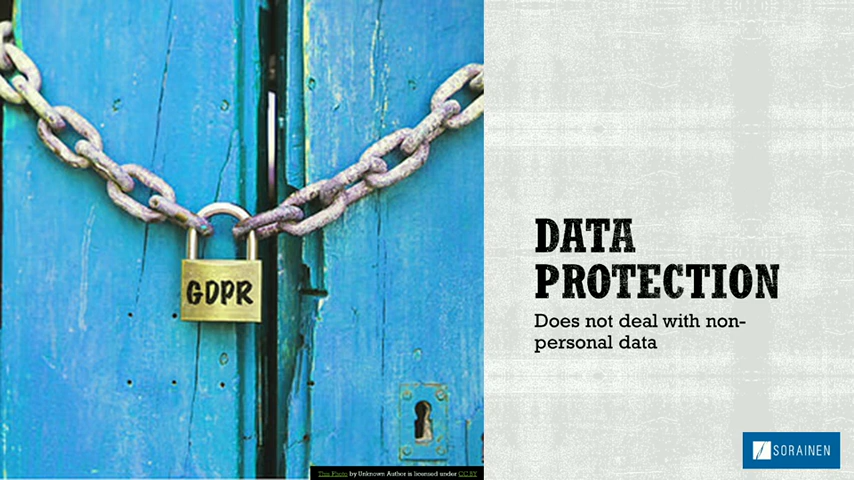 GDPR
DATA
PROTECTION
Does not deal with non-
personal data
This Photo by Unknown Author is licensed under CC BY
SORAINEN